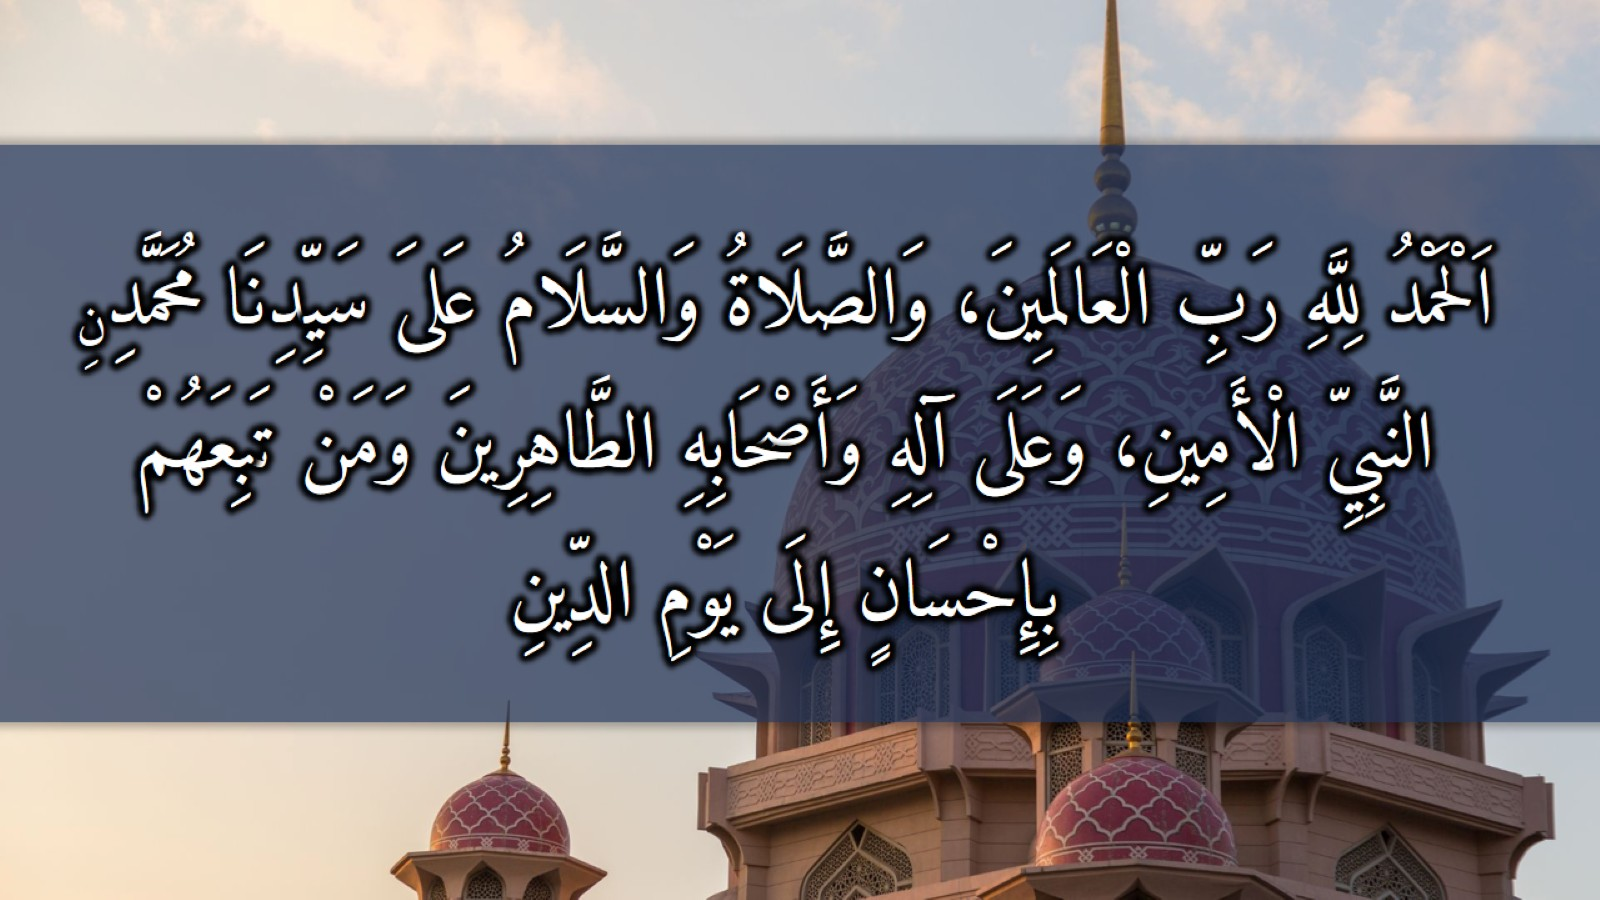 اَلْحَمْدُ لِلَّهِ رَبِّ الْعَالَمِينَ، وَالصَّلَاةُ وَالسَّلَامُ عَلَىَ سَيِّدِنَا مُحَمَّدِنِ
النَّبِيِّ الْأَمِينِ، وَعَلَى آلِهِ وَأَصْحَابِهِ الطَّاهِرِينَ وَمَنْ تَبِعَهُمْ
بِإِحْسَانٍ إِلَى يَوْمِ الدِّينِ